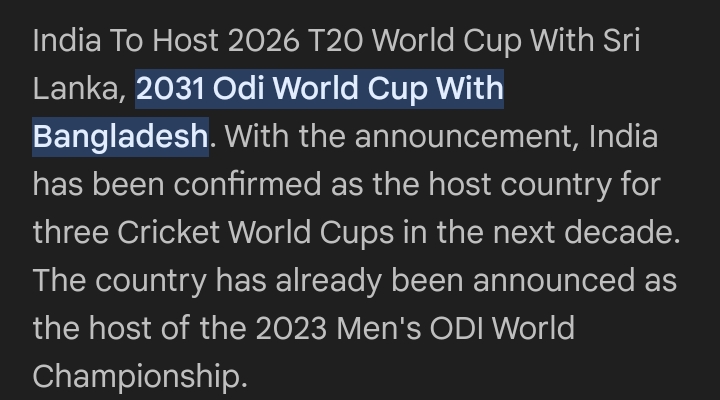 India To Host 2026 T20 World Cup With Sri
Lanka, 2031 Odi World Cup With
Bangladesh. With the announcement, India
has been confirmed as the host country for
three Cricket World Cups in the next decade.
The country has already been announced as
the host of the 2023 Men's ODI World
Championship.